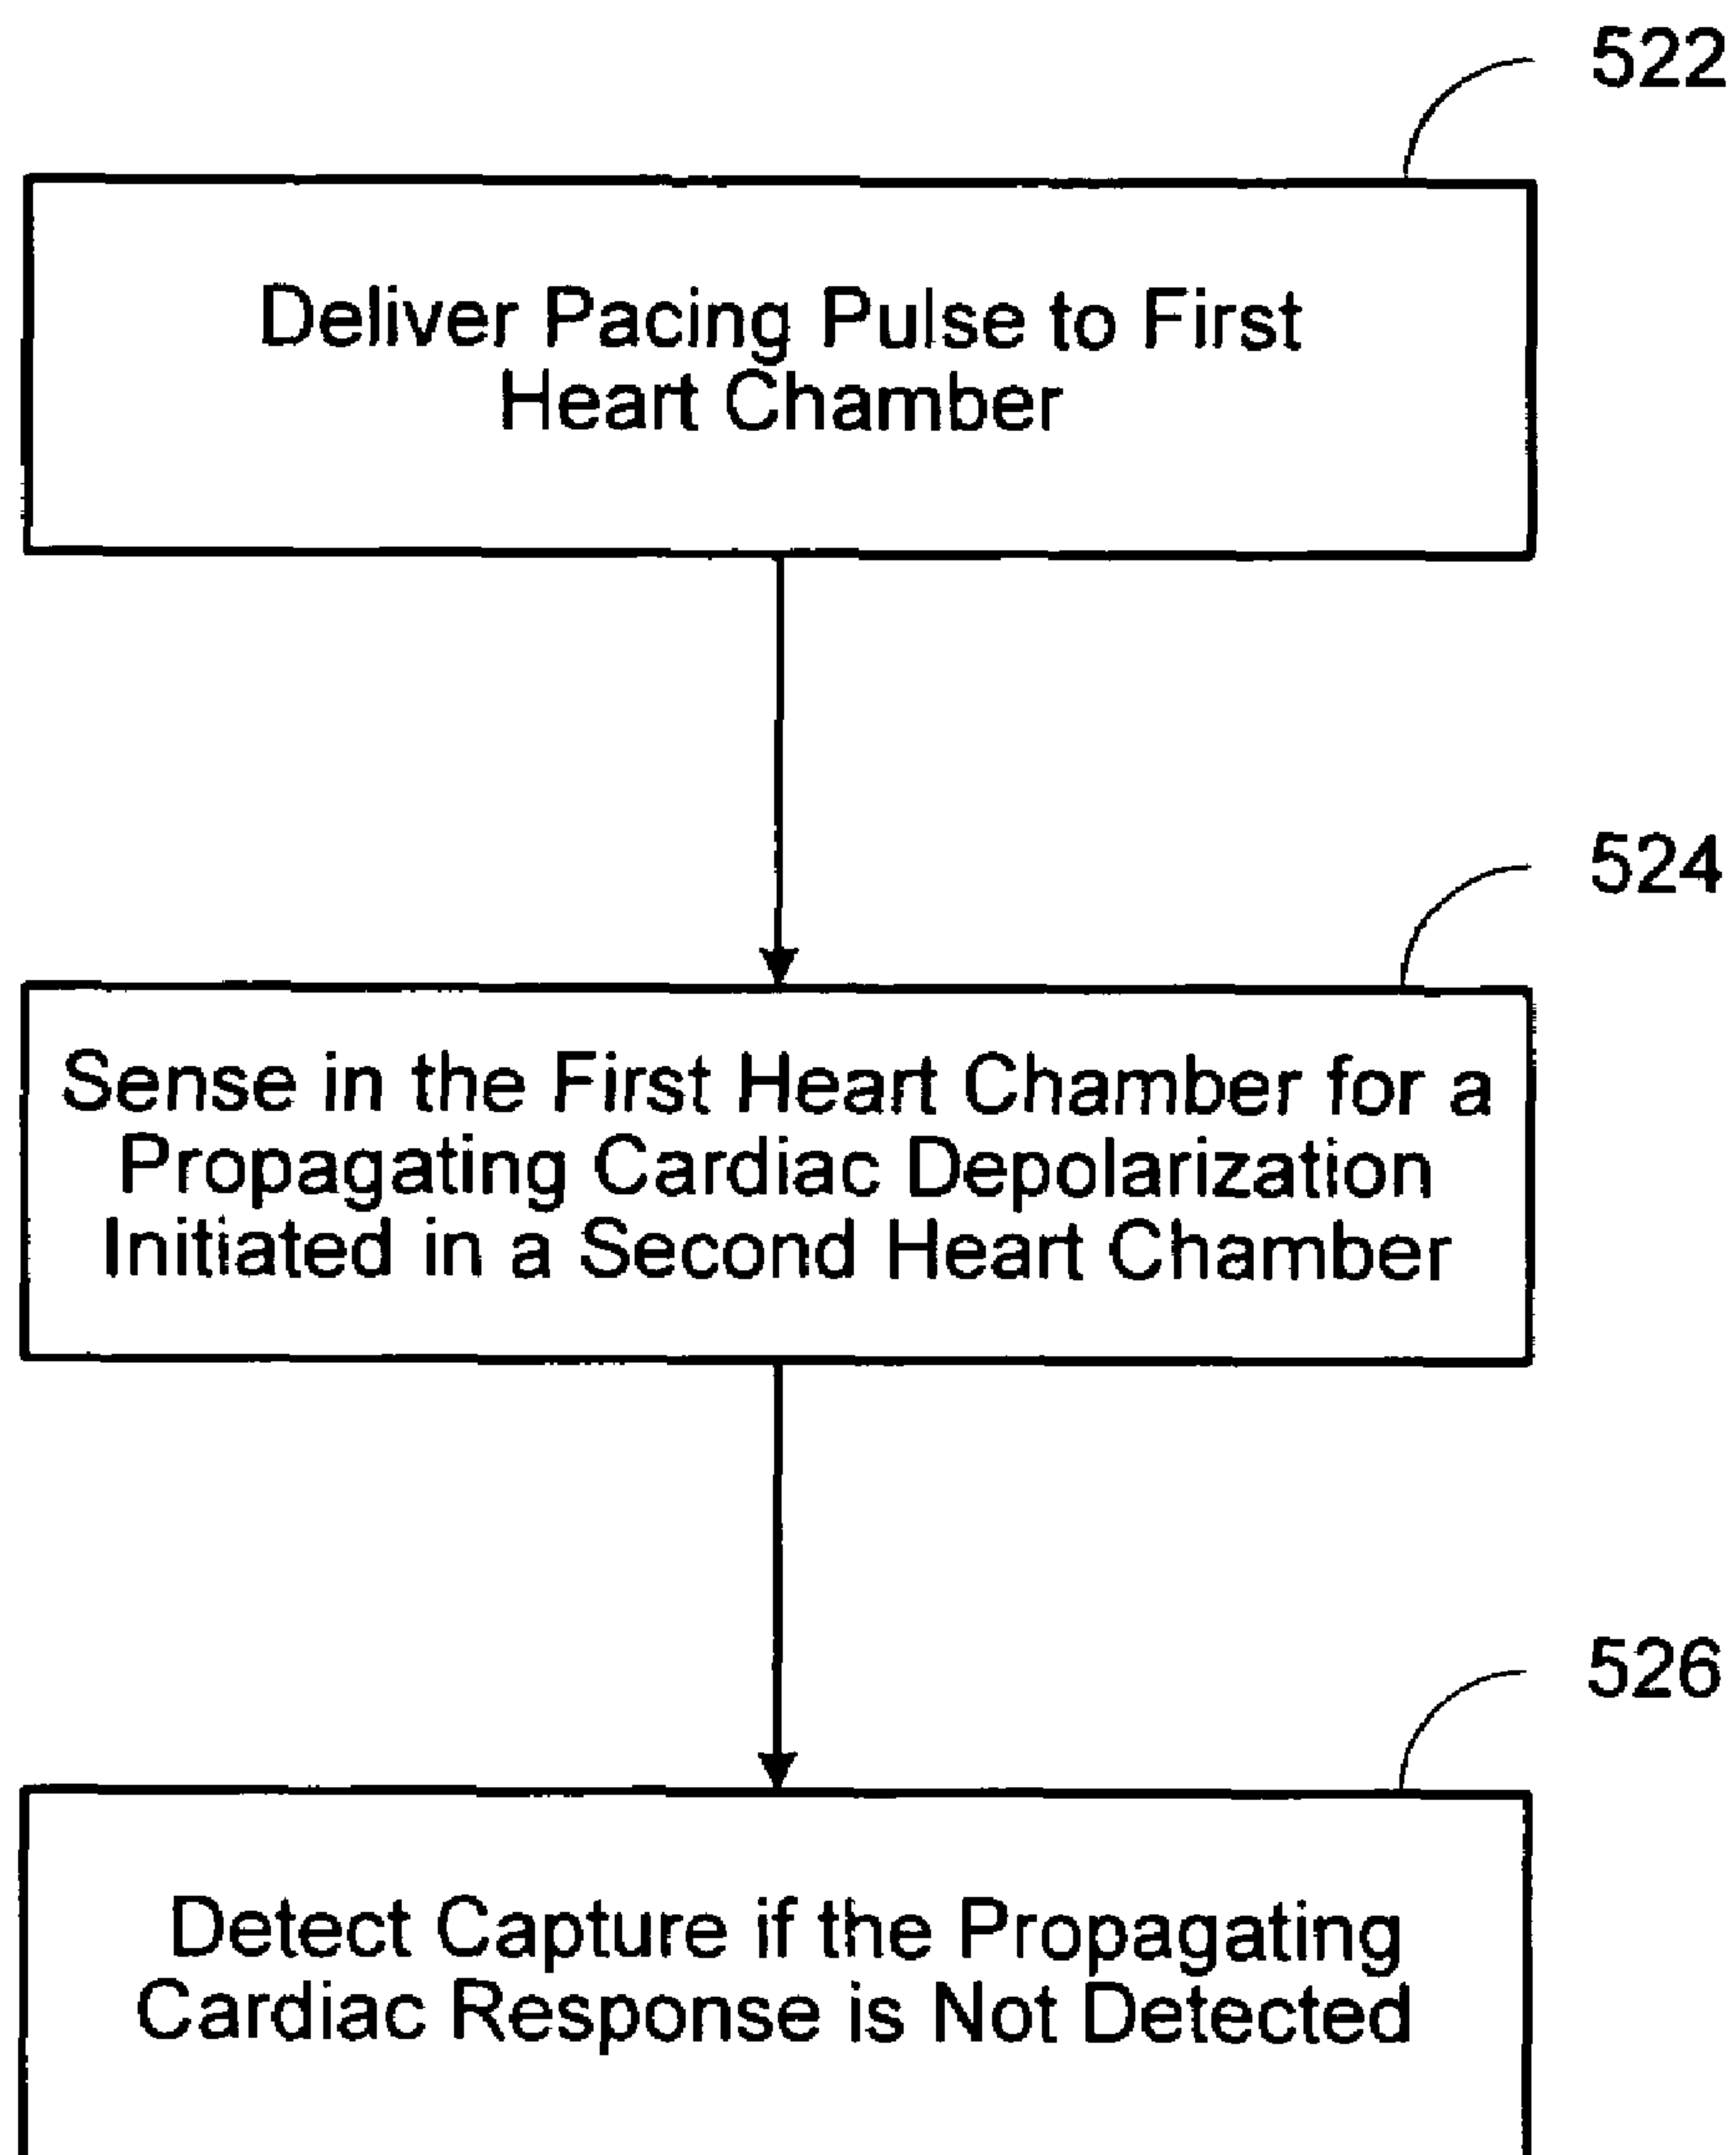 522
Deliver Pacing Pulse to First
Heart Chamber
524
Sense in the First Heart Chamber for a
Propagating Cardiac Depolarization
Initiated in a Second Heart Chamber
526
Detect Capture if the Propagating
Cardiac Response is Not Detected